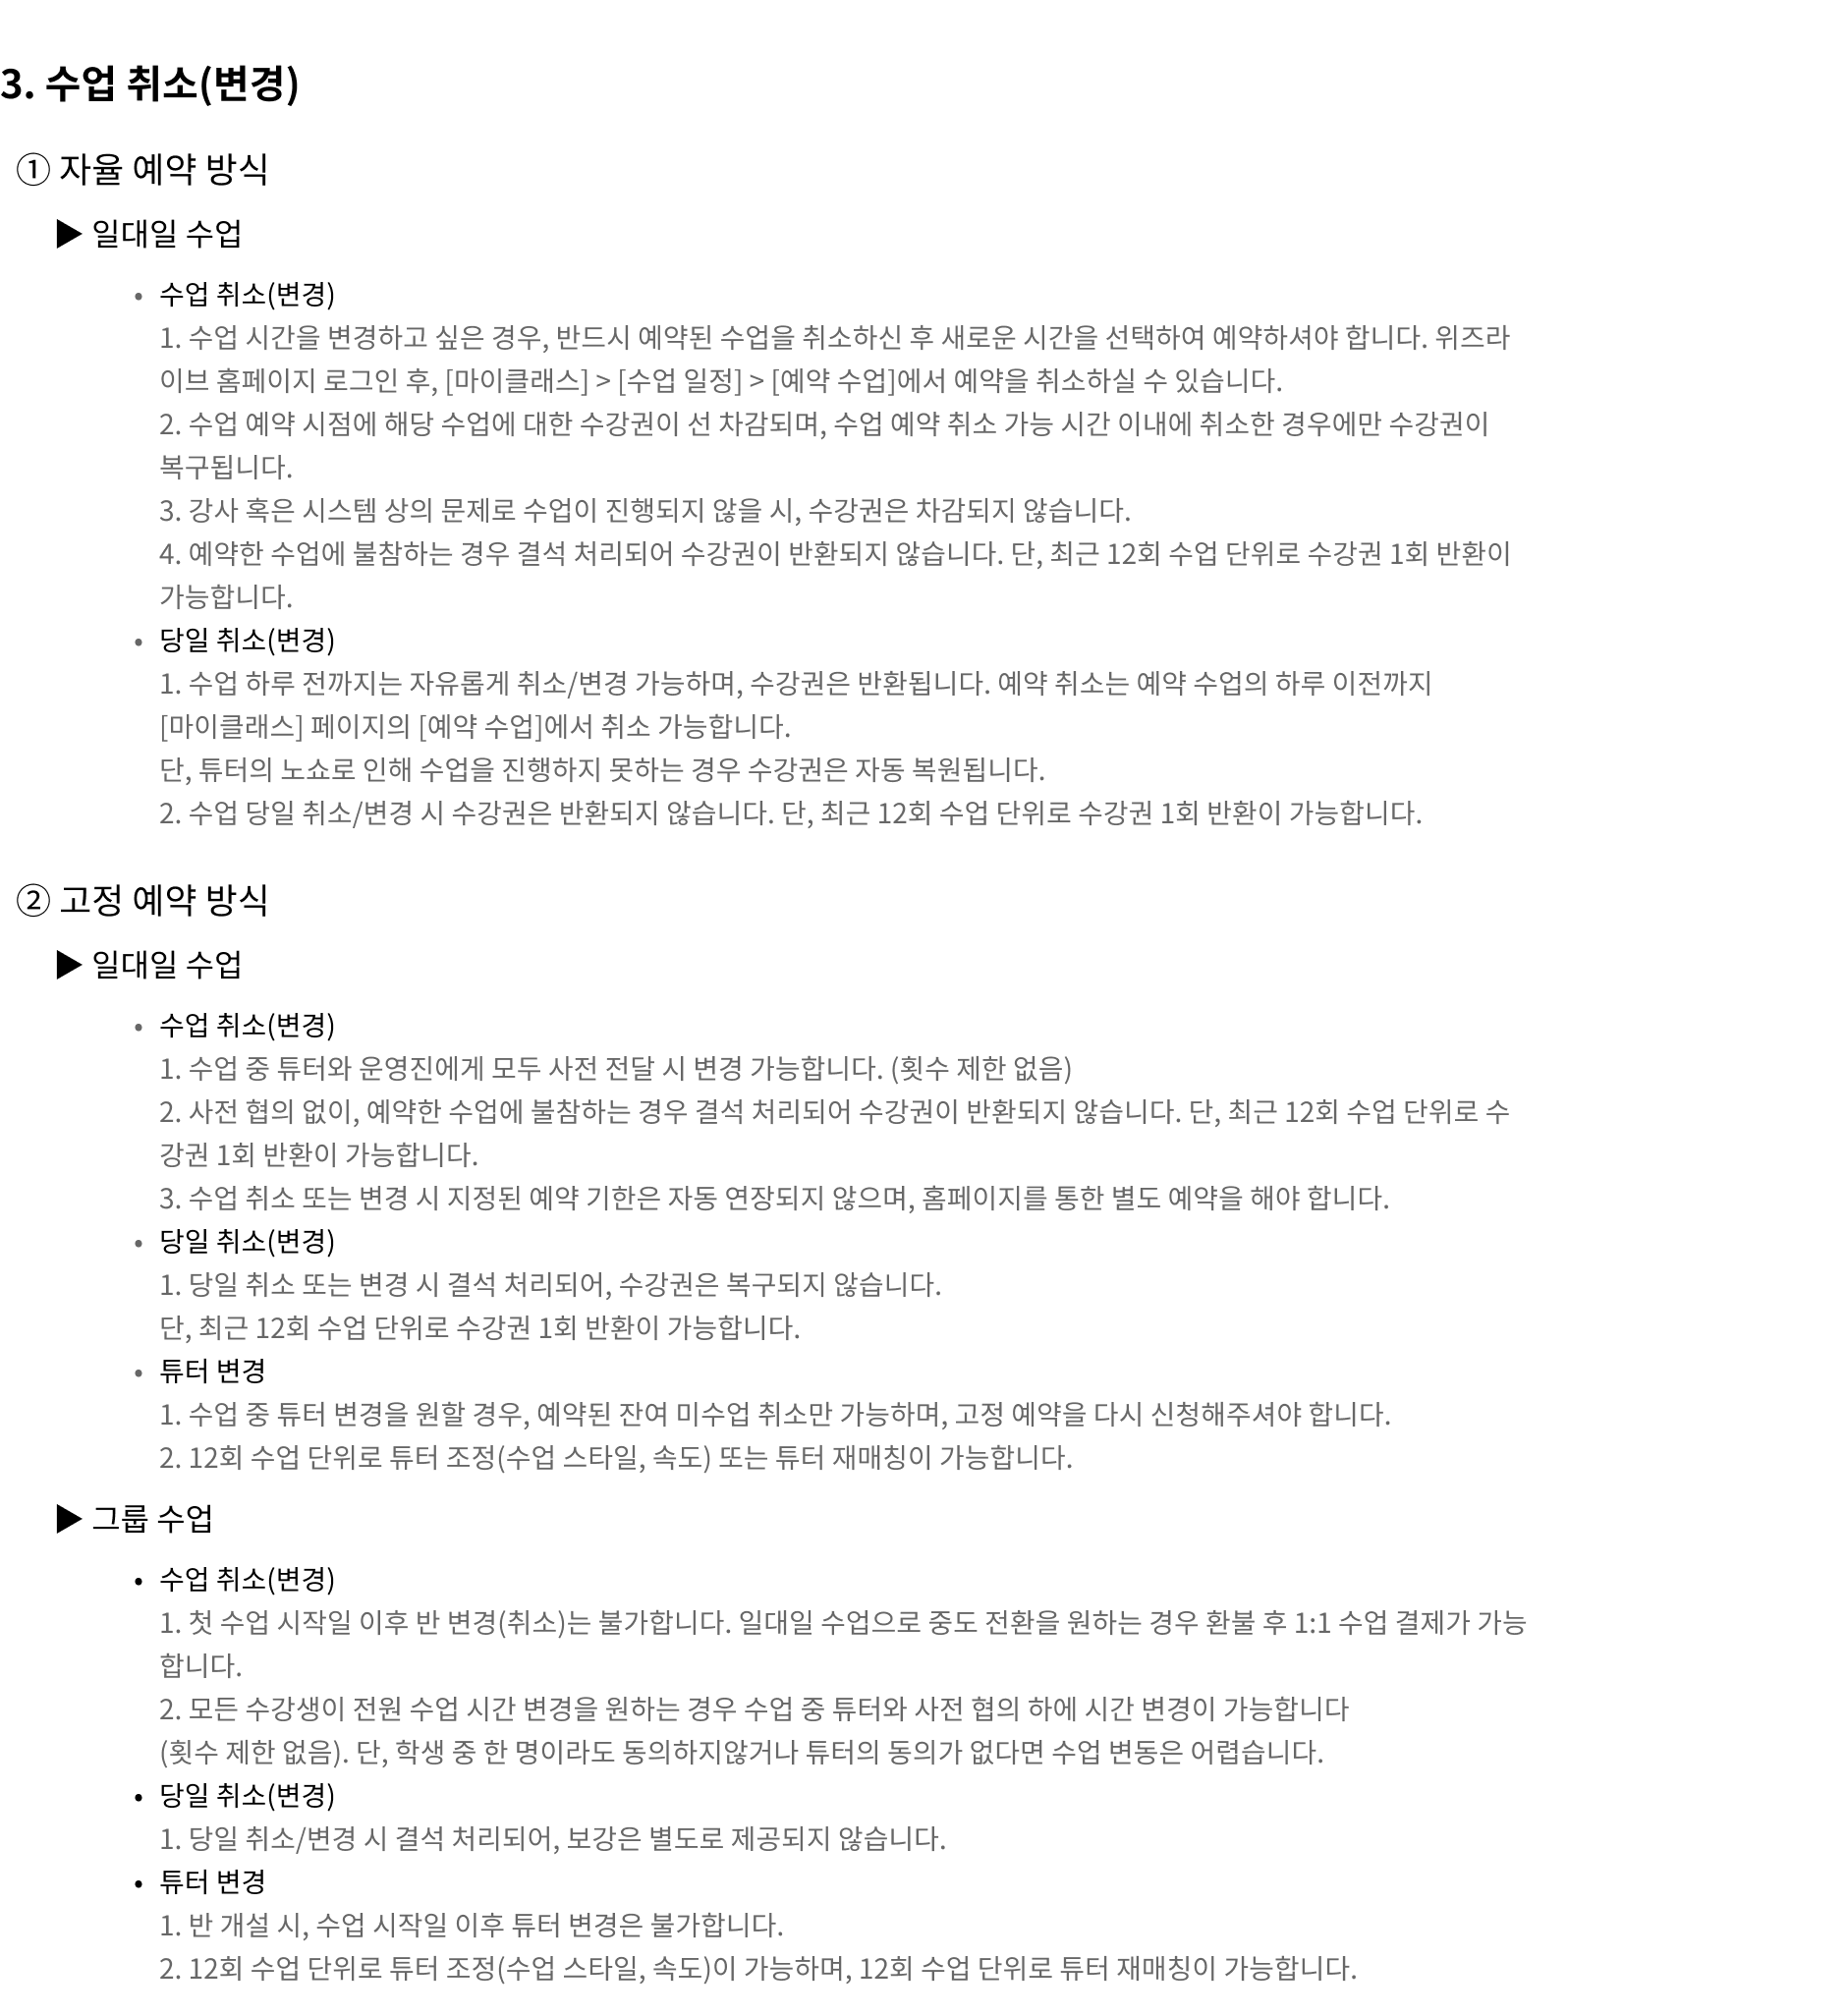 3. 수업 취소(변경)
① 자율 예약 방식
▶ 일대일 수업
• 수업 취소(변경)
1. 수업 시간을 변경하고 싶은 경우, 반드시 예약된 수업을 취소하신 후 새로운 시간을 선택하여 예약하셔야 합니다. 위즈라
이브 홈페이지 로그인 후, [마이클래스] > [수업 일정] > [예약 수업]에서 예약을 취소하실 수 있습니다.
2. 수업 예약 시점에 해당 수업에 대한 수강권이 선 차감되며, 수업 예약 취소 가능 시간 이내에 취소한 경우에만 수강권이
복구됩니다.
3. 강사 혹은 시스템 상의 문제로 수업이 진행되지 않을 시, 수강권은 차감되지 않습니다.
4. 예약한 수업에 불참하는 경우 결석 처리되어 수강권이 반환되지 않습니다. 단, 최근 12회 수업 단위로 수강권 1회 반환이
가능합니다.
• 당일 취소(변경)
1. 수업 하루 전까지는 자유롭게 취소/변경 가능하며, 수강권은 반환됩니다. 예약 취소는 예약 수업의 하루 이전까지
[마이클래스] 페이지의 [예약 수업]에서 취소 가능합니다.
단, 튜터의 노쇼로 인해 수업을 진행하지 못하는 경우 수강권은 자동 복원됩니다.
2. 수업 당일 취소/변경 시 수강권은 반환되지 않습니다. 단, 최근 12회 수업 단위로 수강권 1회 반환이 가능합니다.
② 고정 예약 방식
▶ 일대일 수업
• 수업 취소(변경)
1. 수업 중 튜터와 운영진에게 모두 사전 전달 시 변경 가능합니다. (횟수 제한 없음)
2. 사전 협의 없이, 예약한 수업에 불참하는 경우 결석 처리되어 수강권이 반환되지 않습니다. 단, 최근 12회 수업 단위로 수
강권 1회 반환이 가능합니다.
3. 수업 취소 또는 변경 시 지정된 예약 기한은 자동 연장되지 않으며, 홈페이지를 통한 별도 예약을 해야 합니다.
• 당일 취소(변경)
1. 당일 취소 또는 변경 시 결석 처리되어, 수강권은 복구되지 않습니다.
단, 최근 12회 수업 단위로 수강권 1회 반환이 가능합니다.
• 튜터 변경
1. 수업 중 튜터 변경을 원할 경우, 예약된 잔여 미수업 취소만 가능하며, 고정 예약을 다시 신청해주셔야 합니다.
2. 12회 수업 단위로 튜터 조정(수업 스타일, 속도) 또는 튜터 재매칭이 가능합니다.
▶ 그룹 수업
• 수업 취소(변경)
1. 첫 수업 시작일 이후 반 변경(취소)는 불가합니다. 일대일 수업으로 중도 전환을 원하는 경우 환불 후 1:1 수업 결제가 가능
합니다.
2. 모든 수강생이 전원 수업 시간 변경을 원하는 경우 수업 중 튜터와 사전 협의 하에 시간 변경이 가능합니다
(횟수 제한 없음). 단, 학생 중 한 명이라도 동의하지않거나 튜터의 동의가 없다면 수업 변동은 어렵습니다.
• 당일 취소(변경)
1. 당일 취소/변경 시 결석 처리되어, 보강은 별도로 제공되지 않습니다.
• 튜터 변경
1. 반 개설 시, 수업 시작일 이후 튜터 변경은 불가합니다.
2. 12회 수업 단위로 튜터 조정(수업 스타일, 속도)이 가능하며, 12회 수업 단위로 튜터 재매칭이 가능합니다.